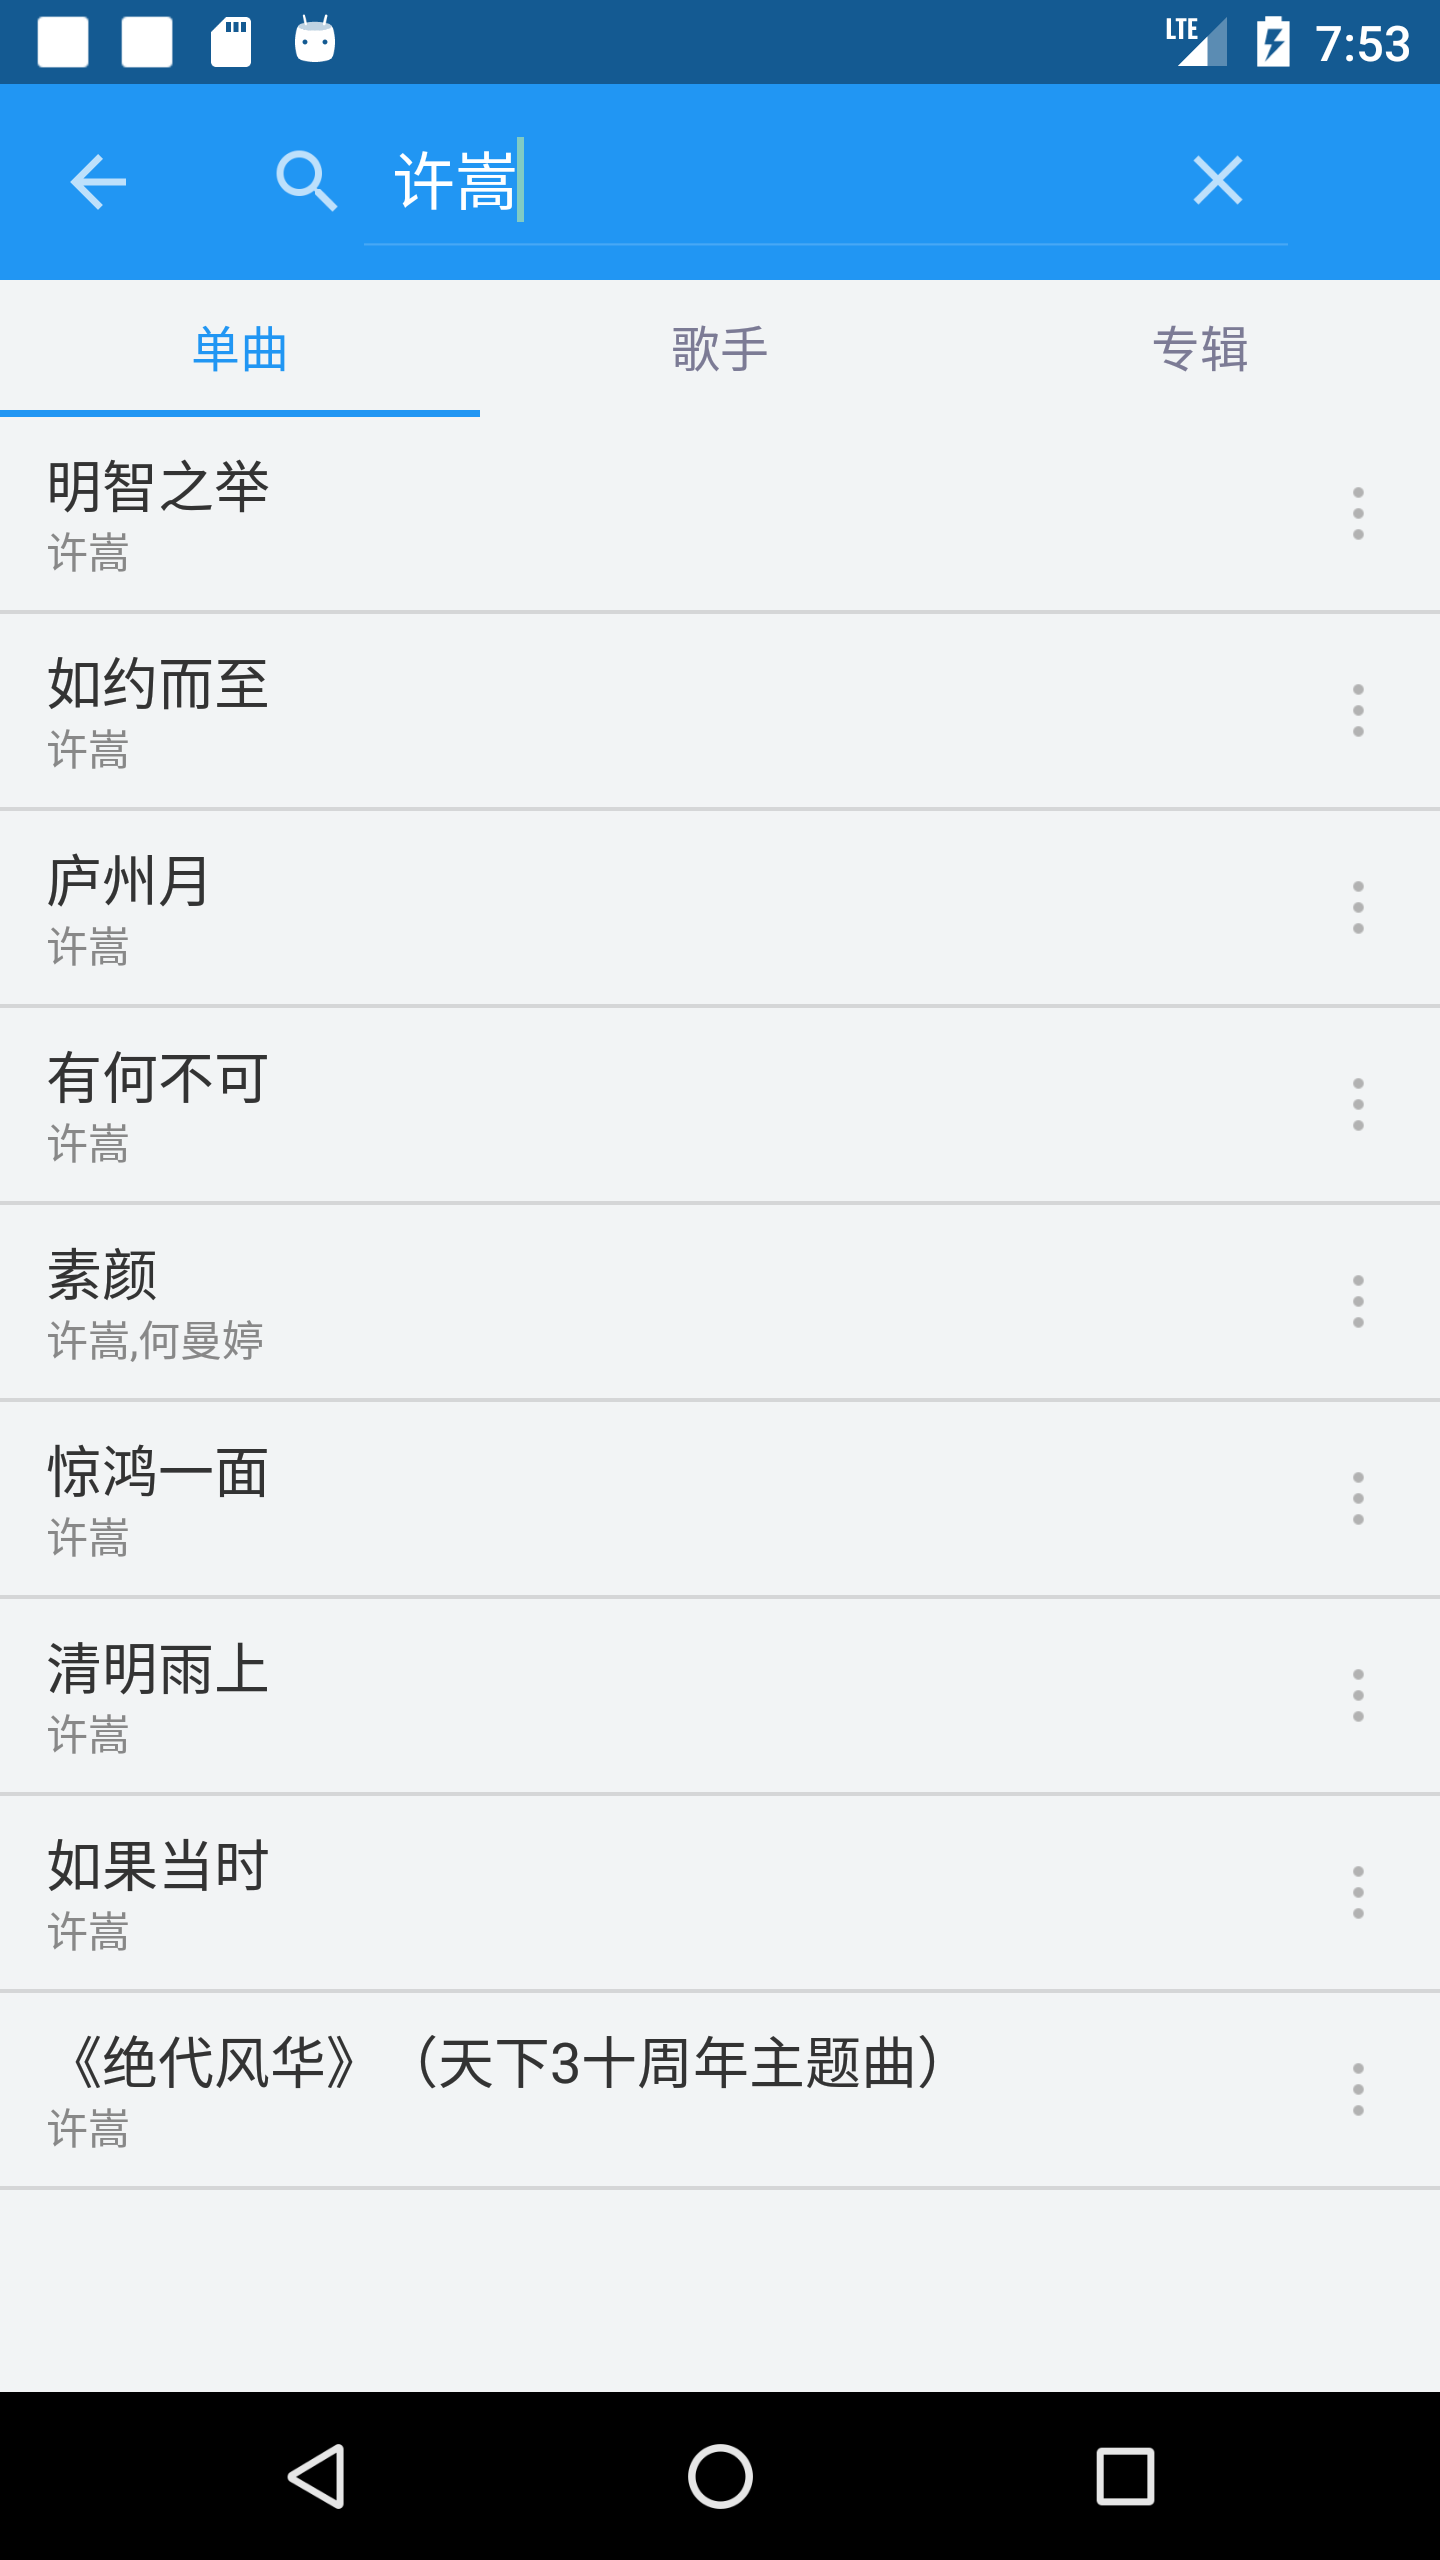 LTE 7:53
许嵩
单曲 歌手 专辑
明智之举
许嵩
如约而至
许嵩
庐州月
许嵩
有何不可
许嵩
素颜
许嵩,何曼婷
惊鸿一面
许嵩
清明雨上
许嵩
如果当时
许嵩
《绝代风华》（天下3十周年主题曲）
许嵩